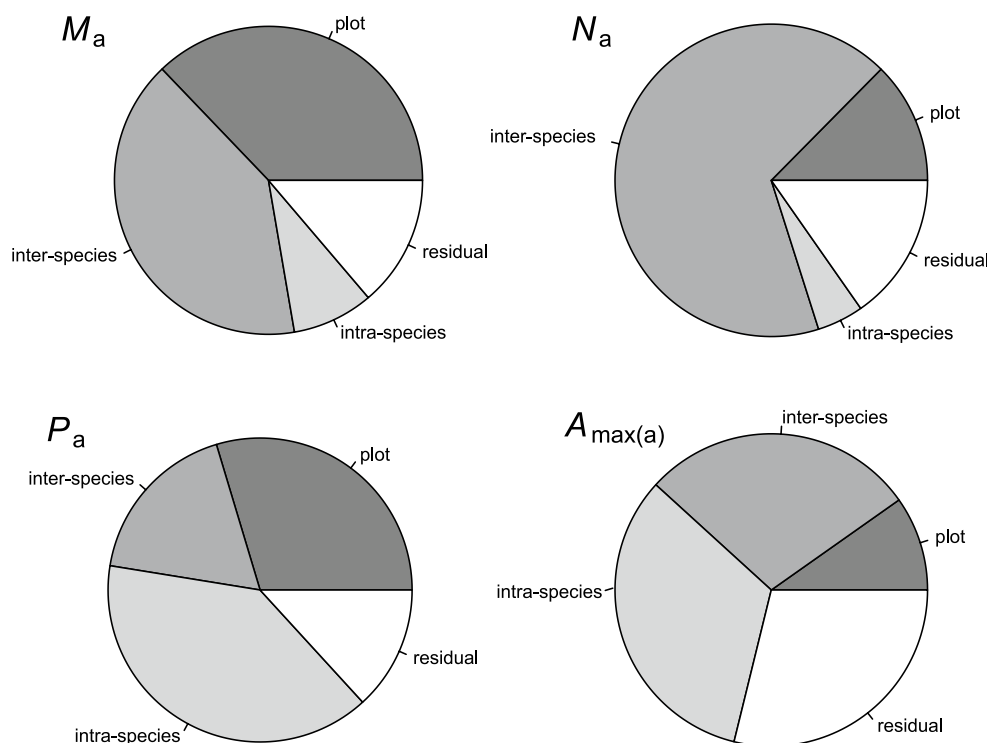 Ma
plot
inter-species
intra-species
residual
Na
plot
inter-species
intra-species
residual
Pa
plot
inter-species
intra-species
residual
Amax(a)
inter-species
plot
intra-species
residual